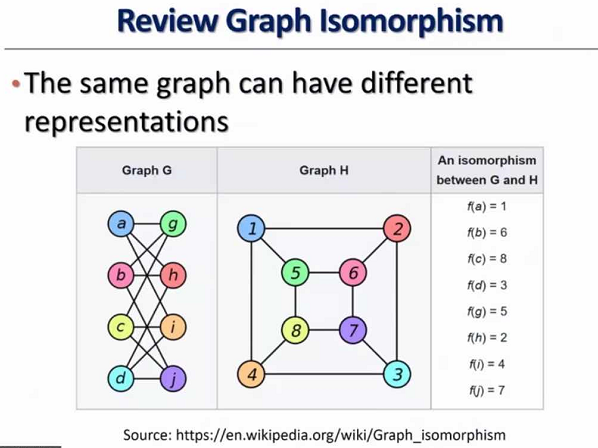 Review Graph Isomorphism
• The same graph can have different
representations
Graph G
Graph H
An isomorphism
between G and H
a
g
b
h
c
i
d
j
1
2
5
6
8
7
4
3
f(a) = 1
f(b) = 6
f(c) = 8
f(d) = 3
f(g) = 5
f(h) = 2
f(i) = 4
f(j) = 7
Source: https://en.wikipedia.org/wiki/Graph_isomorphism